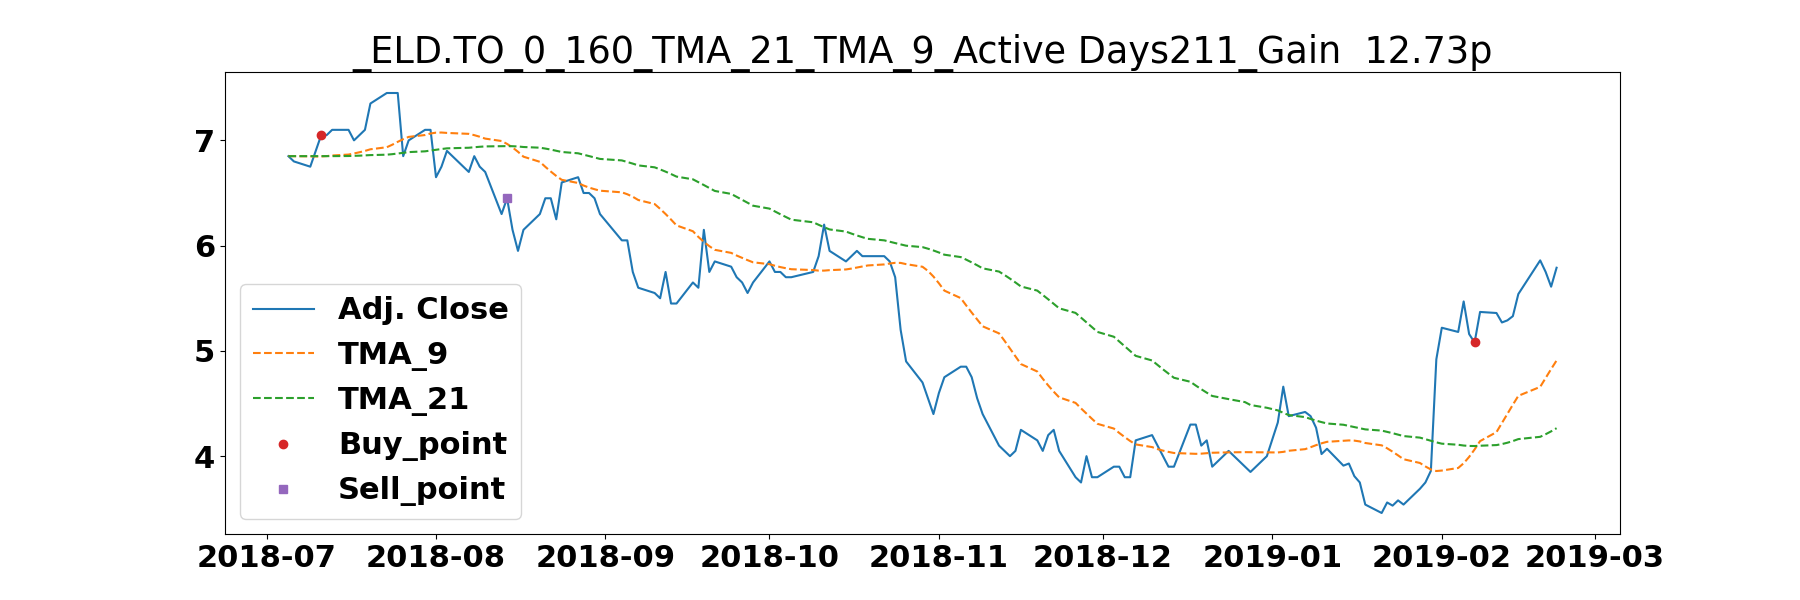 _ELD.TO_0_160_TMA_21_TMA_9_Active Days211_Gain  12.73p
7
6
5
4
Adj. Close
TMA_9
TMA_21
Buy_point
Sell_point
2018-07 2018-08 2018-09 2018-10 2018-11 2018-12 2019-01 2019-02 2019-03